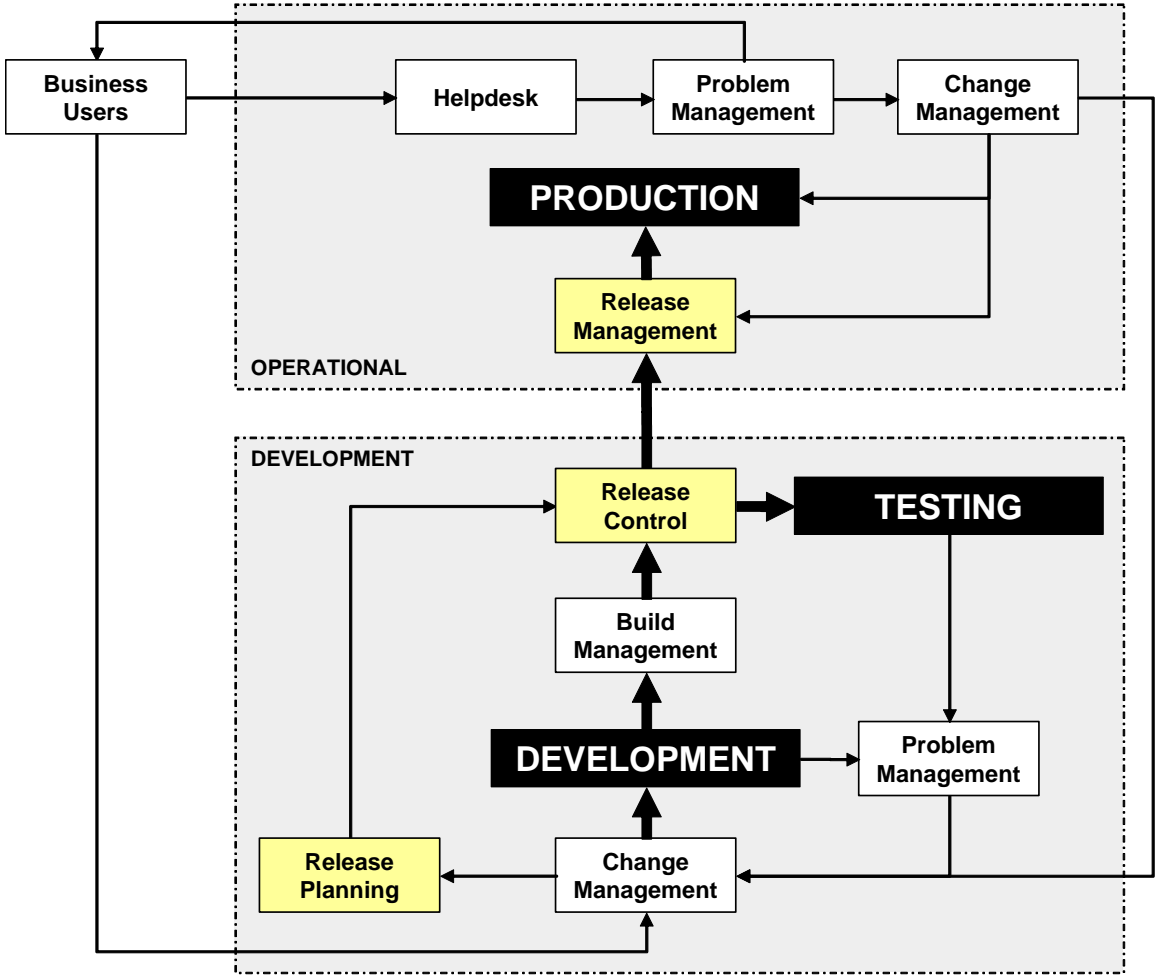 Business
Users
Helpdesk
Problem
Management
Change
Management
PRODUCTION
Release
Management
OPERATIONAL
DEVELOPMENT
Release
Control
TESTING
Build
Management
DEVELOPMENT
Problem
Management
Release
Planning
Change
Management